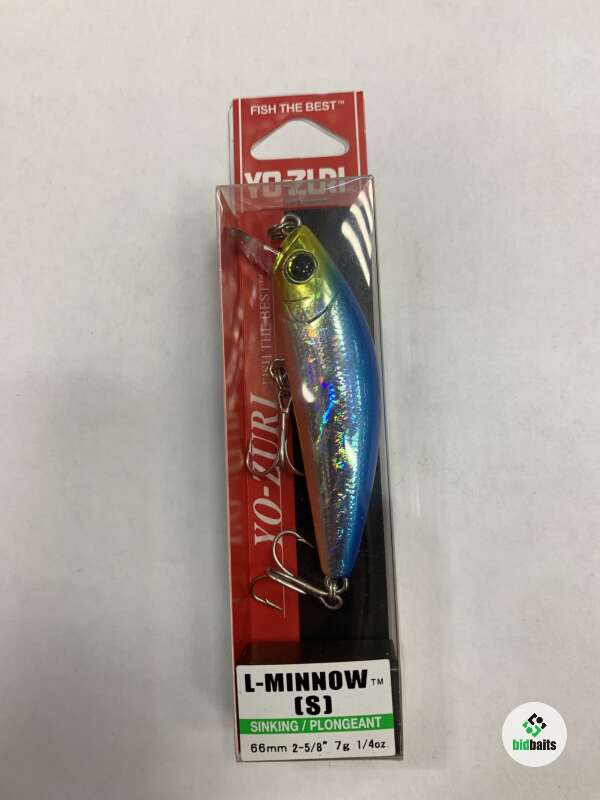 FISH THE BEST™
YO-ZURI
YO-ZURI
FISH THE BEST™
L-MINNOW™
(S)
SINKING / PLONGEANT
66mm 2-5/8" 7g 1/4oz.
bidbaits